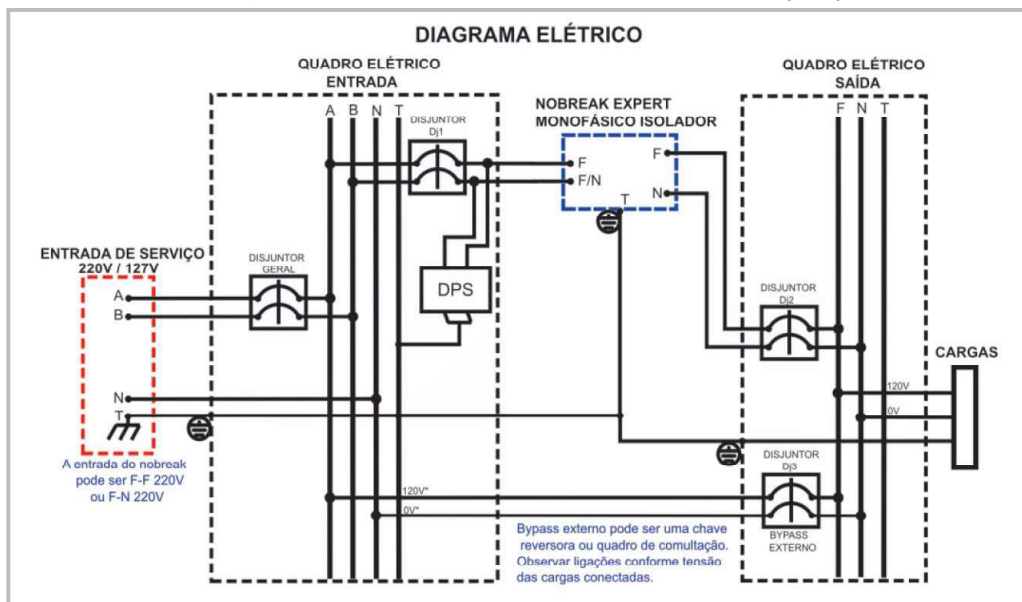 DIAGRAMA ELÉTRICO
QUADRO ELÉTRICO
ENTRADA
A B N T
DISJUNTOR
Dj1
NOBREAK EXPERT
MONOFÁSICO ISOLADOR
F
F/N
T
F
N
QUADRO ELÉTRICO
SAÍDA
F N T
ENTRADA DE SERVIÇO
220V / 127V
A
B
N
T
DISJUNTOR
GERAL
DPS
A entrada do nobreak
pode ser F-F 220V
ou F-N 220V
DISJUNTOR
Dj2
CARGAS
120V
0V
DISJUNTOR
Dj3
BYPASS
EXTERNO
120V*
0V*
Bypass externo pode ser uma chave
reversora ou quadro de comultação.
Observar ligações conforme tensão
das cargas conectadas.